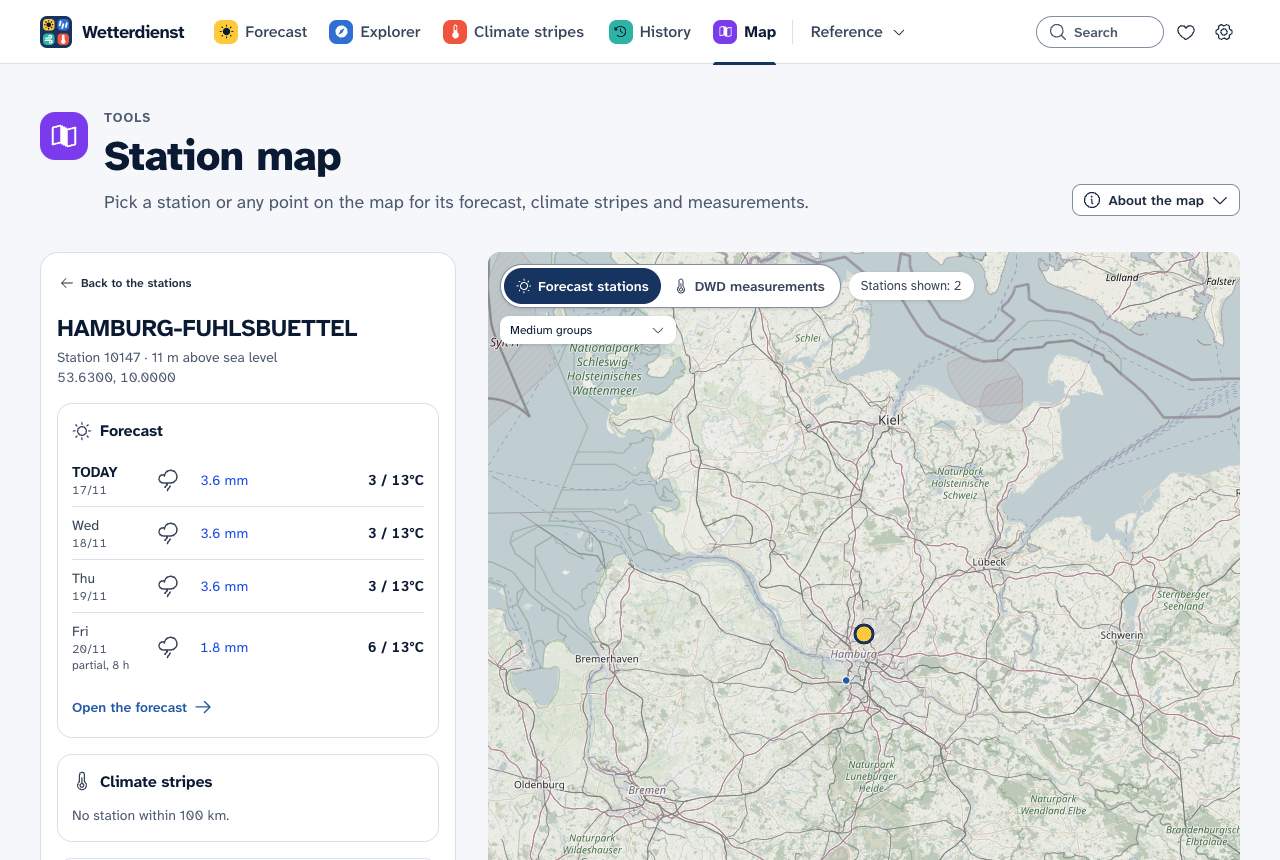 Wetterdienst
Forecast
Explorer
Climate stripes
History
Map
Reference
Search
TOOLS
Station map
Pick a station or any point on the map for its forecast, climate stripes and measurements.
About the map
Back to the stations
HAMBURG-FUHLSBUETTEL
Station 10147 · 11 m above sea level
53.6300, 10.0000
Forecast
TODAY
17/11
3.6 mm
3 / 13°C
Wed
18/11
3.6 mm
3 / 13°C
Thu
19/11
3.6 mm
3 / 13°C
Fri
20/11
partial, 8 h
1.8 mm
6 / 13°C
Open the forecast
Climate stripes
No station within 100 km.
Forecast stations
DWD measurements
Stations shown: 2
Medium groups
Lolland
Falster
Nationalpark
Schleswig-
Holsteinisches
Wattenmeer
Schlei
Kiel
Naturpark
Holsteinische
Schweiz
Lübeck
Sternberger
Seenland
Schwerin
Hamburg
Bremerhaven
Oldenburg
Bremen
Naturpark
Lüneburger
Heide
Naturpark
Wendland.Elbe
Naturpark
Wildeshauser
Brandenburgisch
Elbtalaue